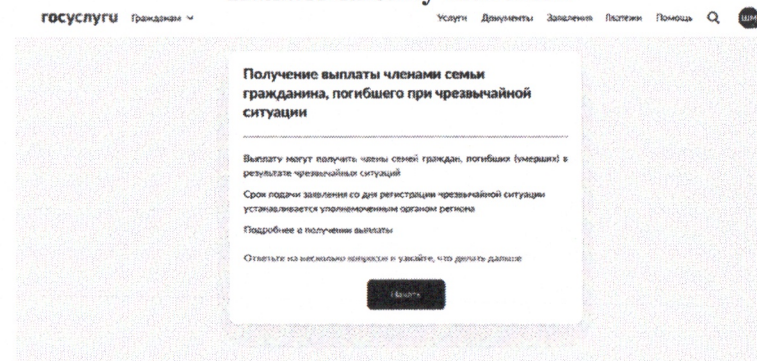 госуслуги Гражданам Услуги Документы Заявления Платежи Помощь ШМ
Получение выплаты членами семьи
гражданина, погибшего при чрезвычайной
ситуации
Выплату могут получить члены семей граждан, погибших (умерших) в
результате чрезвычайных ситуаций
Срок подачи заявления со дня регистрации чрезвычайной ситуации
устанавливается уполномоченным органом региона
Подробнее о получении выплаты
Ответьте на несколько вопросов и узнайте, что делать дальше
Начать